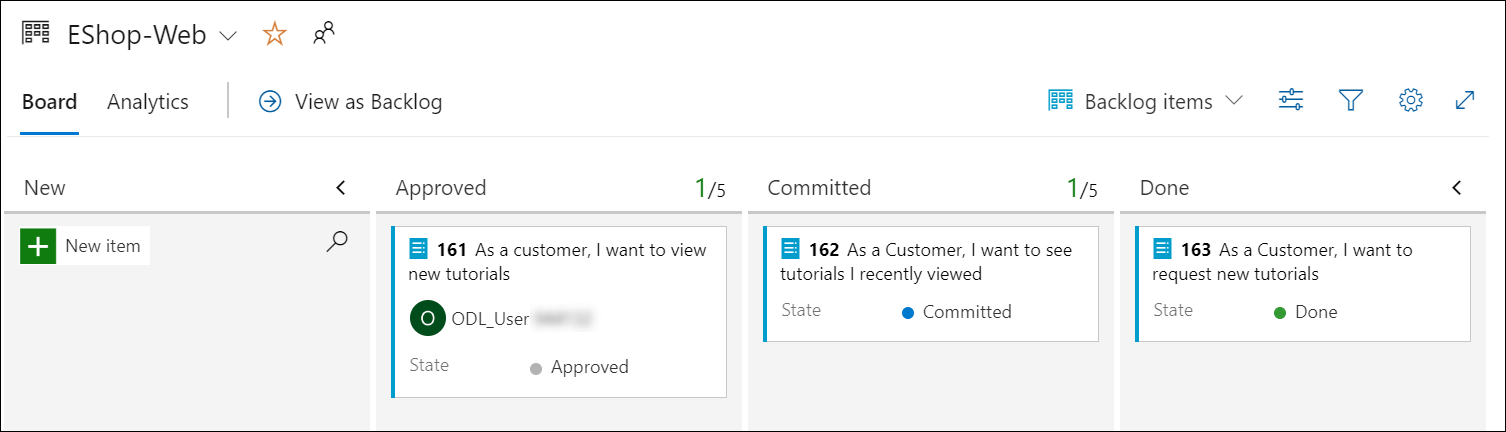 EShop-Web
Board Analytics View as Backlog Backlog items
New Approved 1/5 Committed 1/5 Done
New item
161 As a customer, I want to view
new tutorials
O ODL_User
State Approved
162 As a Customer, I want to see
tutorials I recently viewed
State Committed
163 As a Customer, I want to
request new tutorials
State Done